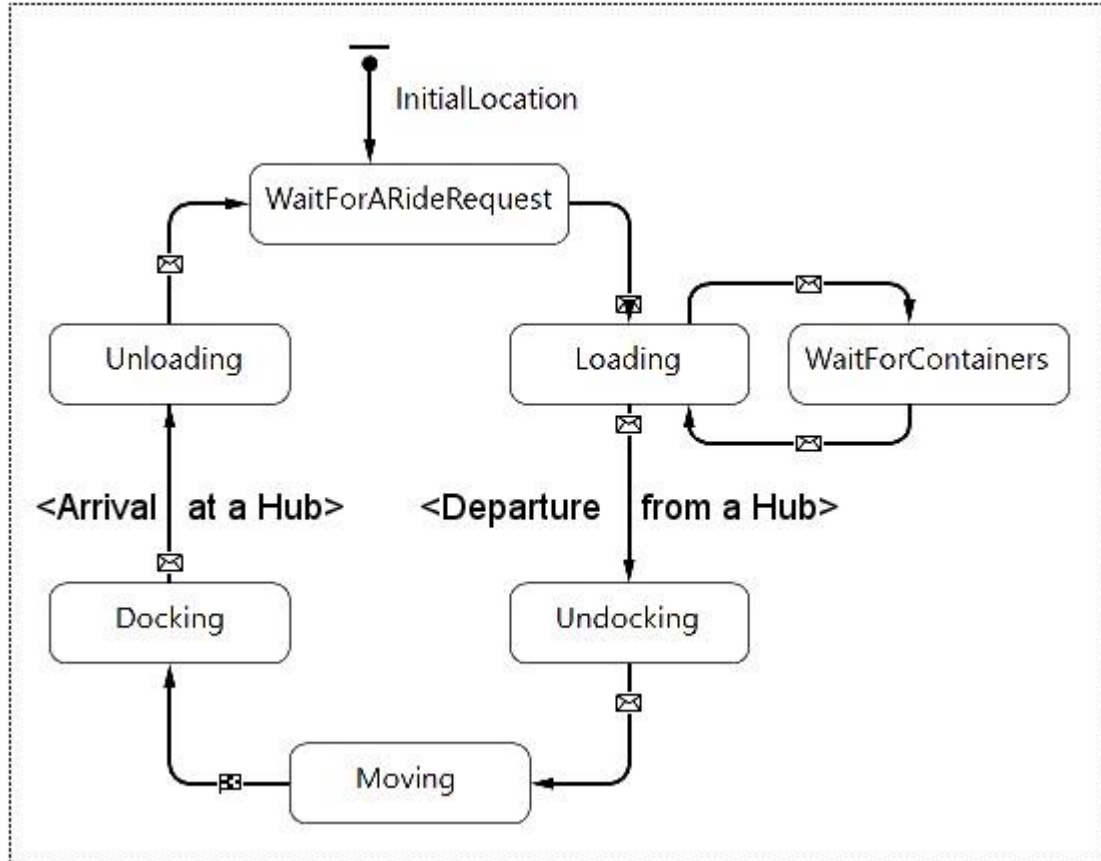 InitialLocation
WaitForARideRequest
Unloading
Loading
WaitForContainers
<Arrival at a Hub>
<Departure from a Hub>
Docking
Undocking
Moving